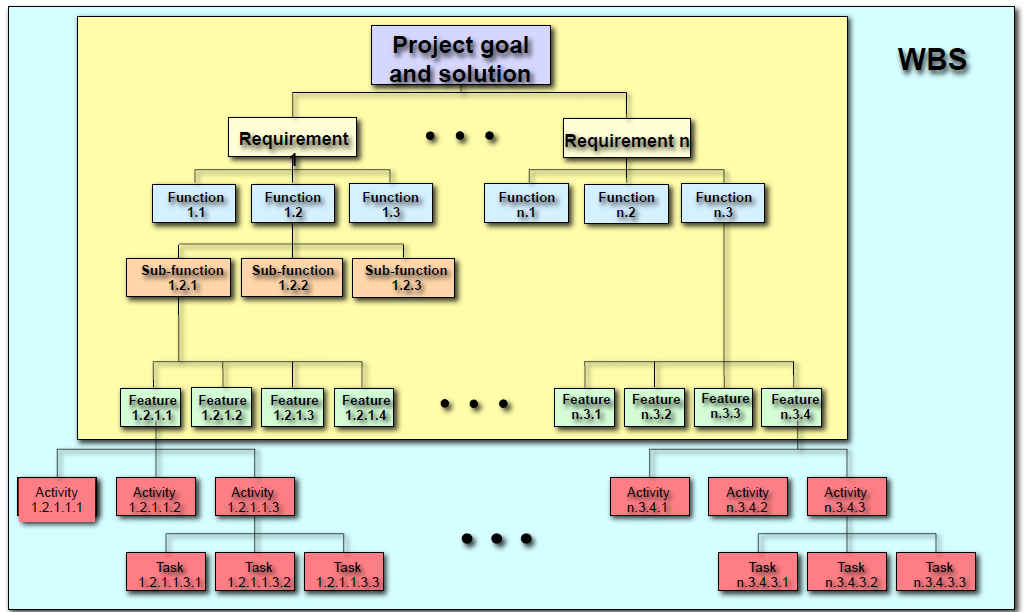 WBS
Project goal
and solution
Requirement
1
• • •
Requirement n
Function
1.1
Function
1.2
Function
1.3
Function
n.1
Function
n.2
Function
n.3
Sub-function
1.2.1
Sub-function
1.2.2
Sub-function
1.2.3
Feature
1.2.1.1
Feature
1.2.1.2
Feature
1.2.1.3
Feature
1.2.1.4
• • •
Feature
n.3.1
Feature
n.3.2
Feature
n.3.3
Feature
n.3.4
Activity
1.2.1.1.1
Activity
1.2.1.1.2
Activity
1.2.1.1.3
Activity
n.3.4.1
Activity
n.3.4.2
Activity
n.3.4.3
• • •
Task
1.2.1.1.3.1
Task
1.2.1.1.3.2
Task
1.2.1.1.3.3
Task
n.3.4.3.1
Task
n.3.4.3.2
Task
n.3.4.3.3